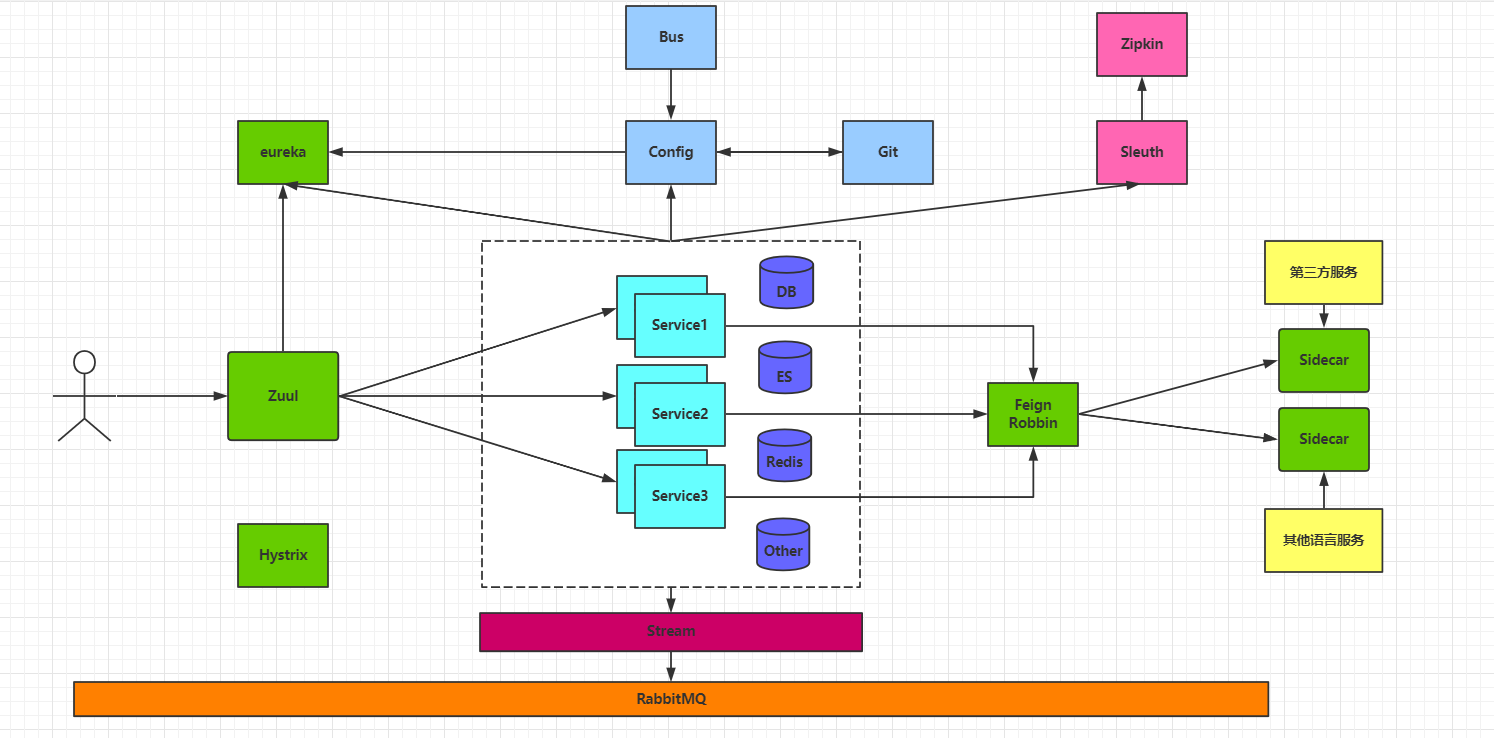 Bus
Zipkin
eureka
Config
Git
Sleuth
DB
第三方服务
Service1
ES
Sidecar
Zuul
Service2
Feign
Robbin
Sidecar
Redis
Service3
Hystrix
Other
其他语言服务
Stream
RabbitMQ